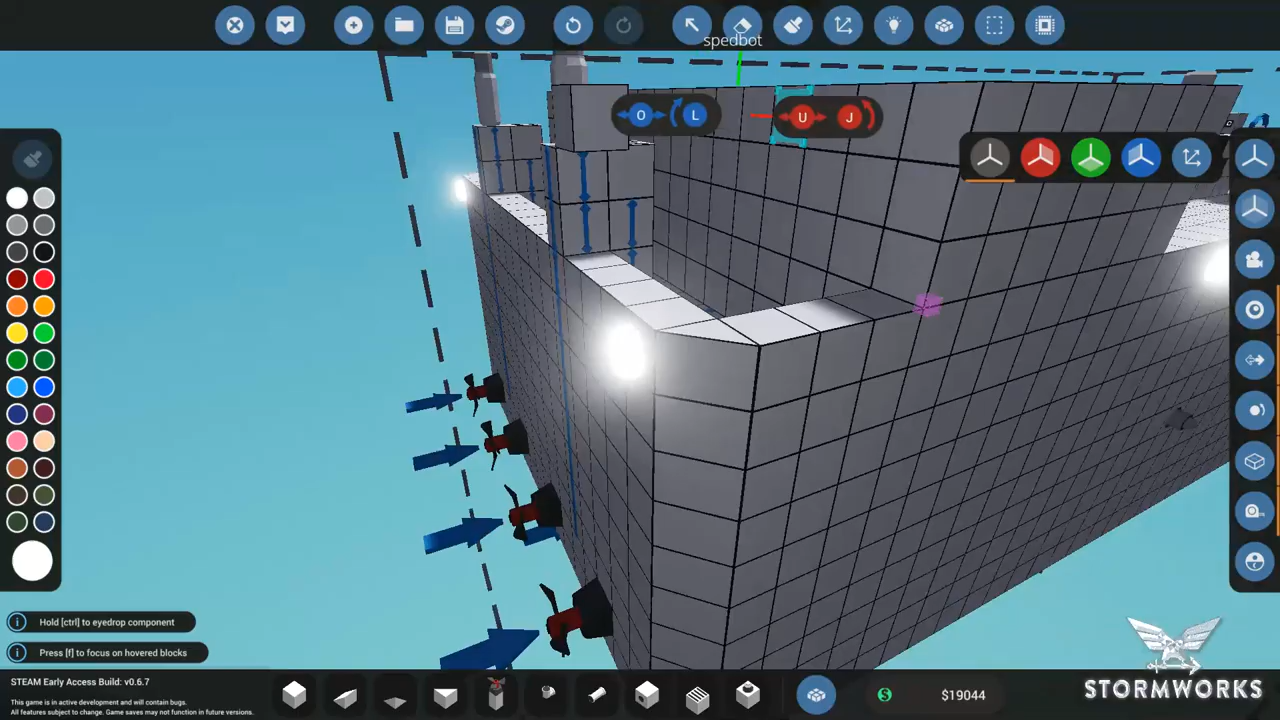 spedbot
O L
U J
Hold [ctrl] to eyedrop component
Press [f] to focus on hovered blocks
STEAM Early Access Build: v0.6.7
This game is in active development and will contain bugs.
All features subject to change. Game saves may not function in future versions.
$ $19044
STORMWORKS